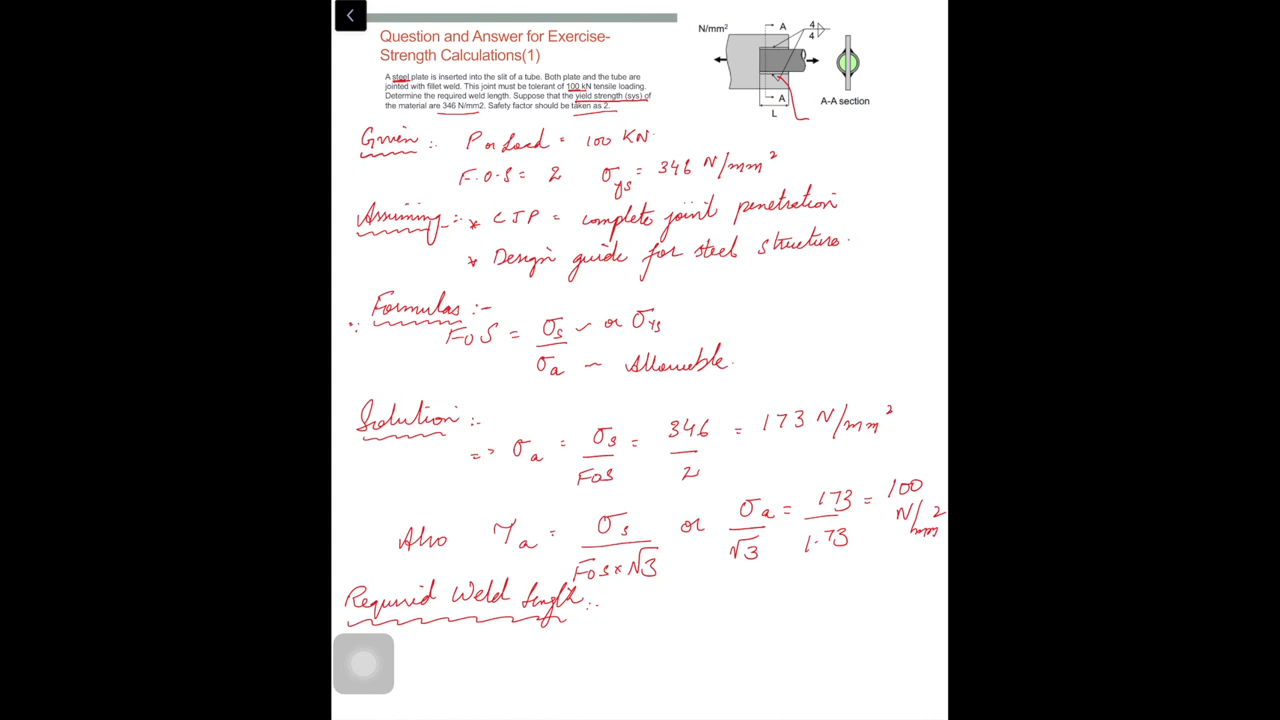 Question and Answer for Exercise-
Strength Calculations(1)
A steel plate is inserted into the slit of a tube. Both plate and the tube are
jointed with fillet weld. This joint must be tolerant of 100 kN tensile loading.
Determine the required weld length. Suppose that the yield strength (sys) of
the material are 346 N/mm2. Safety factor should be taken as 2.
N/mm²
A
4
4
A
L
A-A section
Given :- P or Load = 100 KN.
F.O.S = 2 σys = 346 N/mm²
Assuming :- * CJP = complete joint penetration
* Design guide for steel structure.
∴ Formulas :-
FOS = σs ~ or σys
σa ~ Allowable.
Solution :-
=> σa = σs/FOS = 346/2 = 173 N/mm²
Also τa = σs/(FOS × √3) or σa/√3 = 173/1.73 = 100 N/mm²
Required Weld length :-